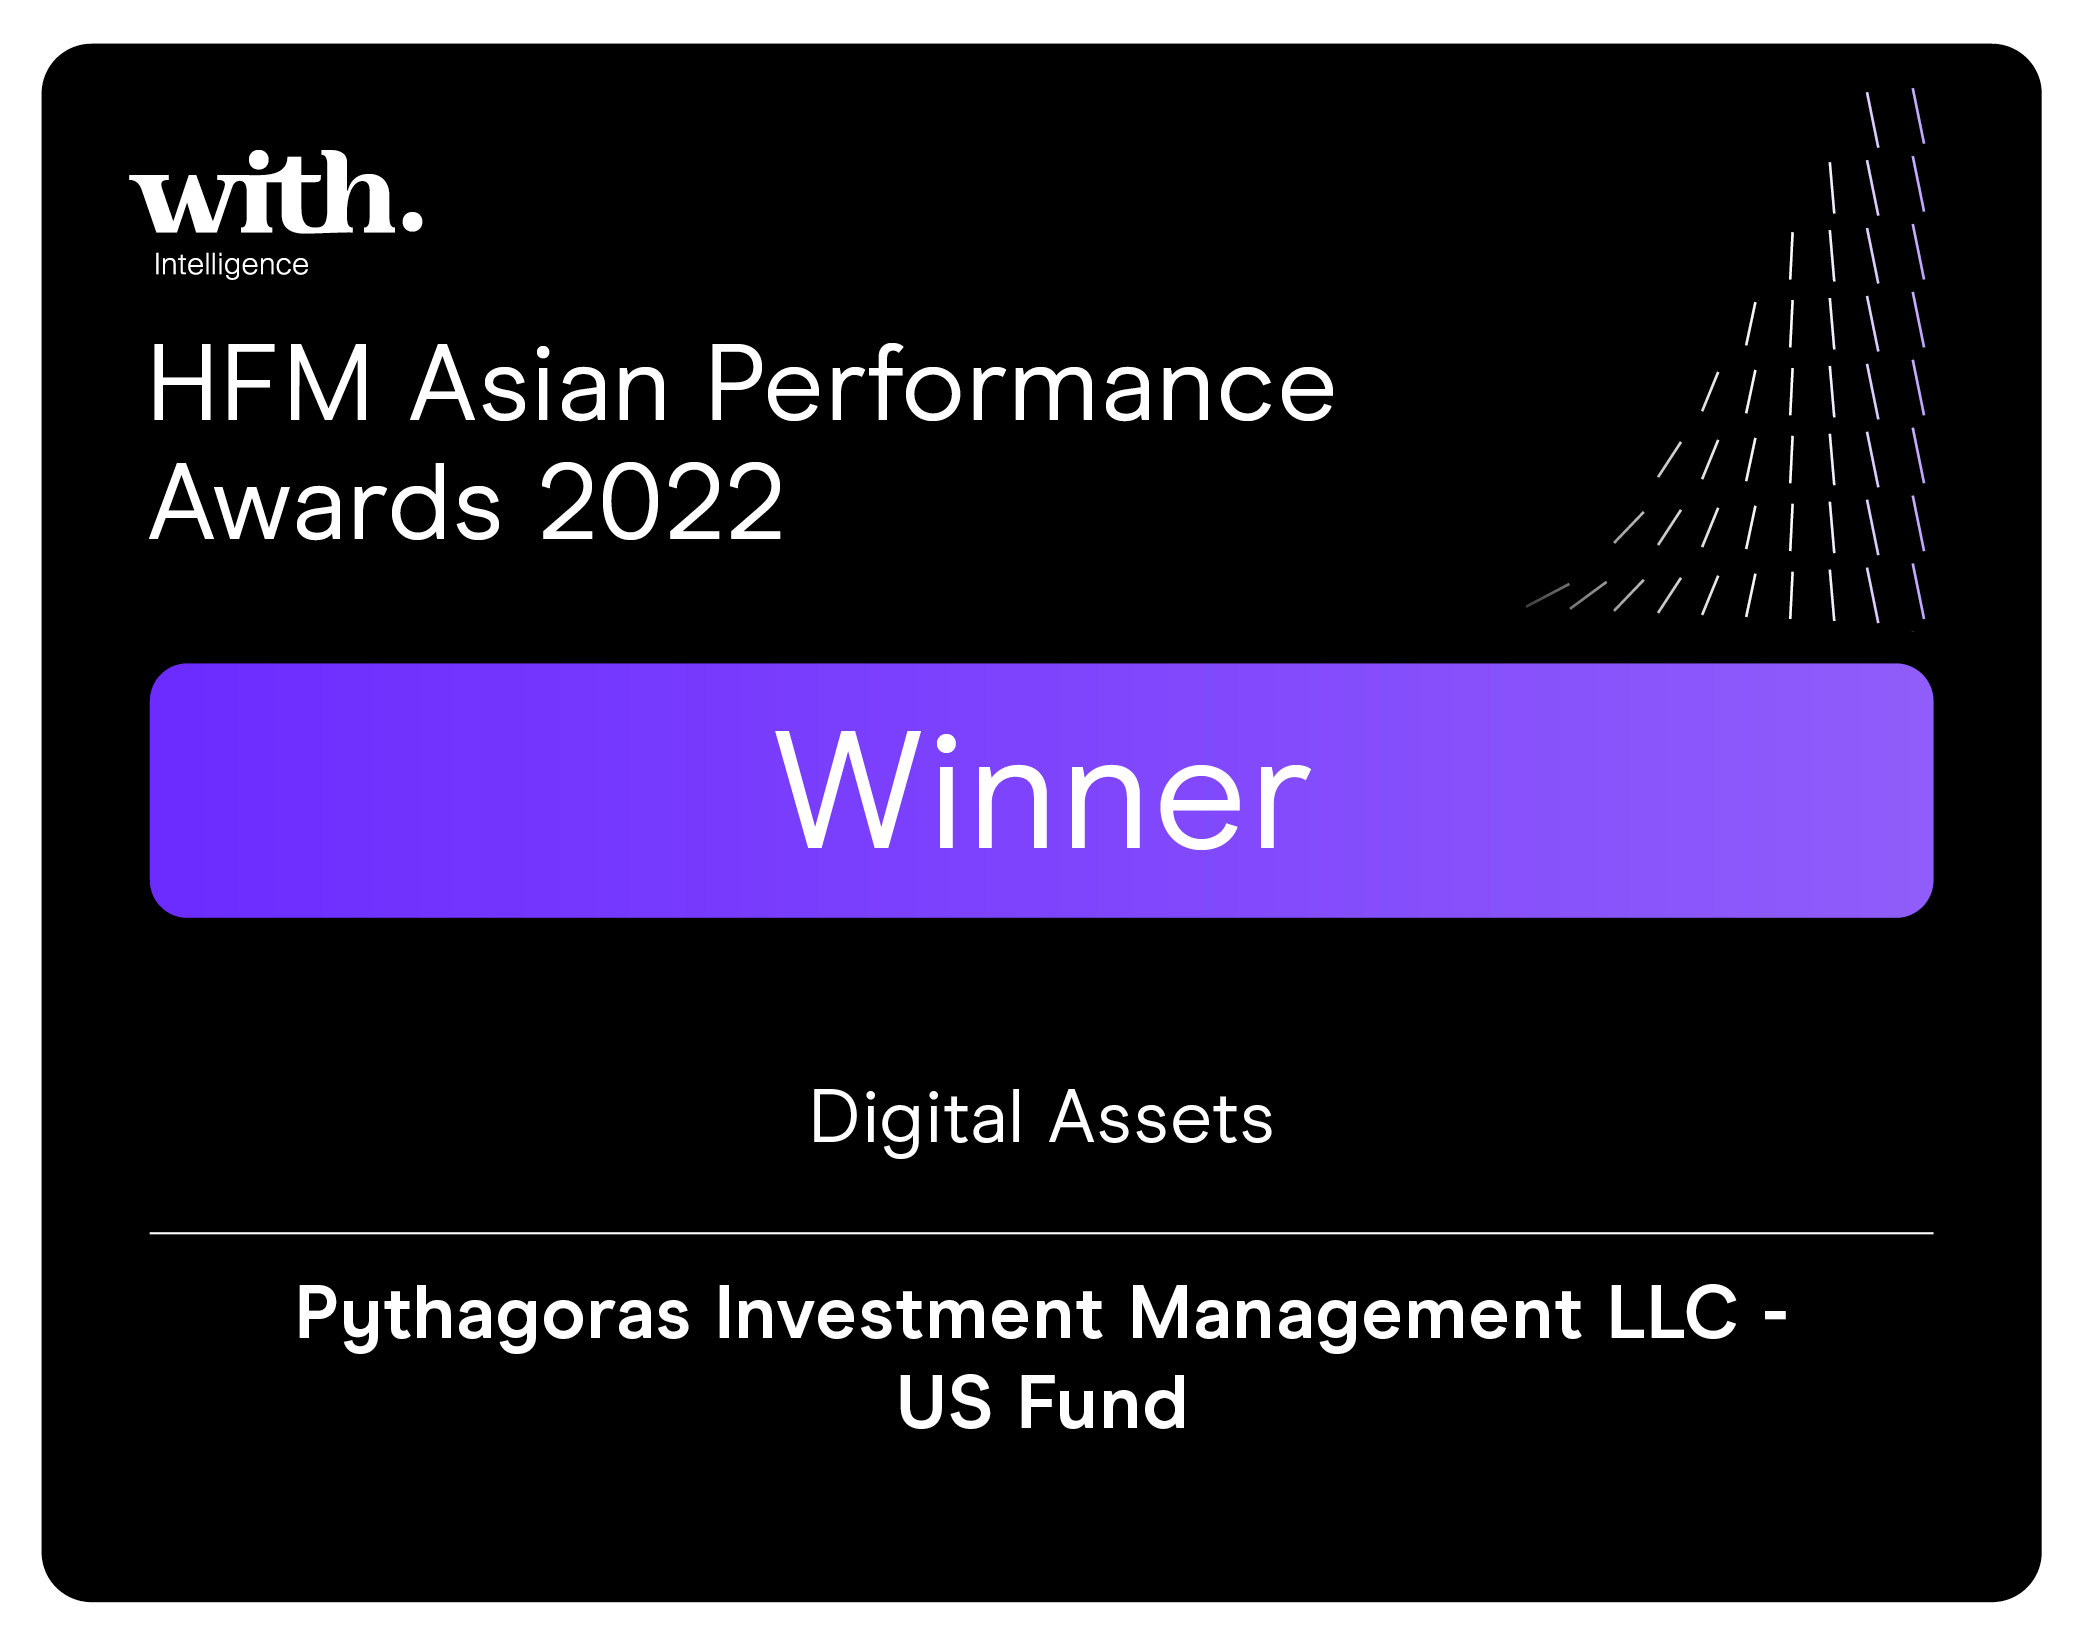 with.
Intelligence
HFM Asian Performance
Awards 2022
Winner
Digital Assets
Pythagoras Investment Management LLC -
US Fund